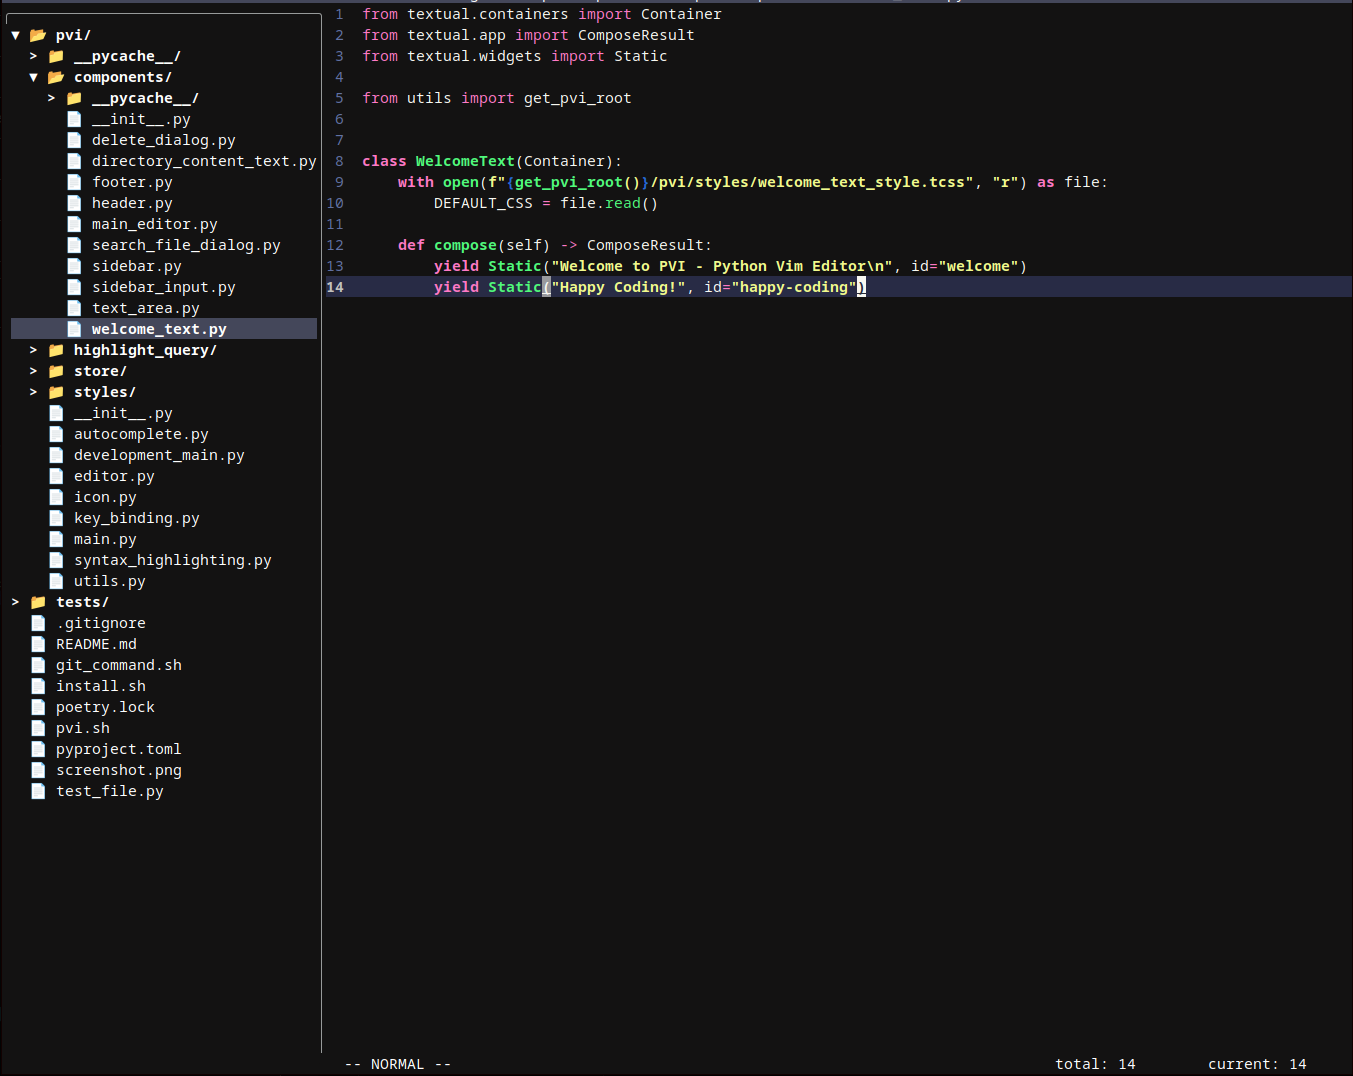 ▼ 📂 pvi/
> 📁 __pycache__/
▼ 📂 components/
> 📁 __pycache__/
📄 __init__.py
📄 delete_dialog.py
📄 directory_content_text.py
📄 footer.py
📄 header.py
📄 main_editor.py
📄 search_file_dialog.py
📄 sidebar.py
📄 sidebar_input.py
📄 text_area.py
📄 welcome_text.py
> 📁 highlight_query/
> 📁 store/
> 📁 styles/
📄 __init__.py
📄 autocomplete.py
📄 development_main.py
📄 editor.py
📄 icon.py
📄 key_binding.py
📄 main.py
📄 syntax_highlighting.py
📄 utils.py
> 📁 tests/
📄 .gitignore
📄 README.md
📄 git_command.sh
📄 install.sh
📄 poetry.lock
📄 pvi.sh
📄 pyproject.toml
📄 screenshot.png
📄 test_file.py
1 from textual.containers import Container
2 from textual.app import ComposeResult
3 from textual.widgets import Static
4
5 from utils import get_pvi_root
6
7
8 class WelcomeText(Container):
9     with open(f"{get_pvi_root()}/pvi/styles/welcome_text_style.tcss", "r") as file:
10         DEFAULT_CSS = file.read()
11
12     def compose(self) -> ComposeResult:
13         yield Static("Welcome to PVI - Python Vim Editor\n", id="welcome")
14         yield Static("Happy Coding!", id="happy-coding")
-- NORMAL -- total: 14 current: 14